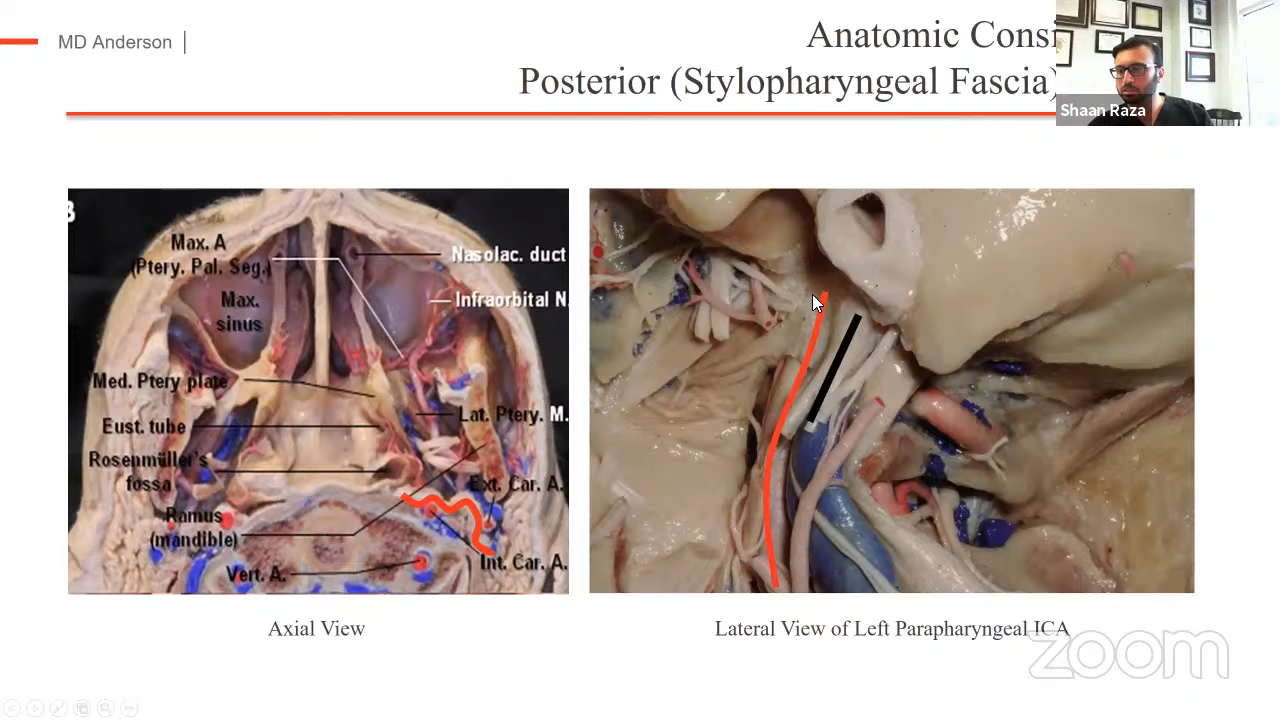 MD Anderson
Anatomic Consi
Posterior (Stylopharyngeal Fascia)
Shaan Raza
B
Max. A
(Ptery. Pal. Seg.)
Nasolac. duct
Max.
sinus
Infraorbital N.
Med. Ptery plate
Lat. Ptery. M.
Eust. tube
Rosenmüller's
fossa
Ext. Car. A.
Ramus
(mandible)
Int. Car. A.
Vert. A.
Axial View
Lateral View of Left Parapharyngeal ICA
zoom